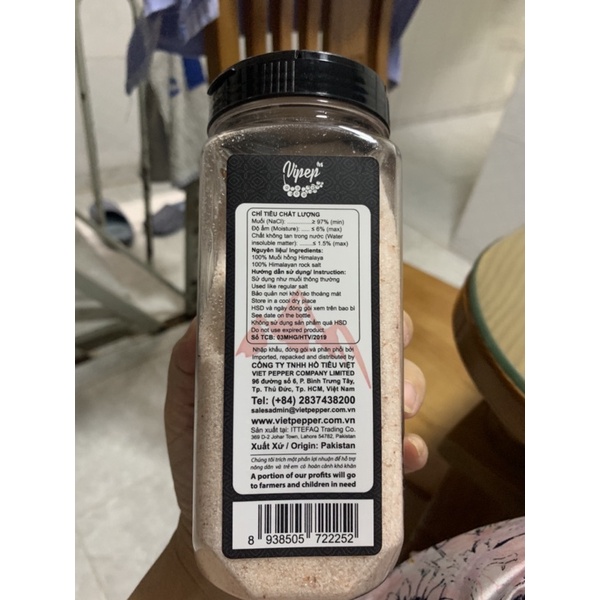 Vipep
CHỈ TIÊU CHẤT LƯỢNG
Muối (NaCl): ..............≥ 97% (min)
Độ ẩm (Moisture): ..... ≤ 6% (max)
Chất không tan trong nước (Water
insoluble matter): ........≤ 1.5% (max)
Nguyên liệu/ Ingredients:
100% Muối hồng Himalaya
100% Himalayan rock salt
Hướng dẫn sử dụng/ Instruction:
Sử dụng như muối thông thường
Used like regular salt
Bảo quản nơi khô ráo thoáng mát
Store in a cool dry place
HSD và ngày đóng gói xem trên bao bì
See date on the bottle
Không sử dụng sản phẩm quá HSD
Do not use expired product
Số TCB: 03MHG/HTV/2019
Nhập khẩu, đóng gói và phân phối bởi:
Imported, repacked and distributed by
CÔNG TY TNHH HỒ TIÊU VIỆT
VIET PEPPER COMPANY LIMITED
96 đường số 6, P. Bình Trưng Tây,
Tp. Thủ Đức, Tp. HCM, Việt Nam
Tel: (+84) 2837438200
salesadmin@vietpepper.com.vn
www.vietpepper.com.vn
Sản xuất tại: ITTEFAQ Trading Co.
369 D-2 Johar Town, Lahore 54782, Pakistan
Xuất Xứ / Origin: Pakistan
Chúng tôi trích một phần lợi nhuận để hỗ trợ
nông dân và trẻ em có hoàn cảnh khó khăn
A portion of our profits will go
to farmers and children in need
8 938505 722252